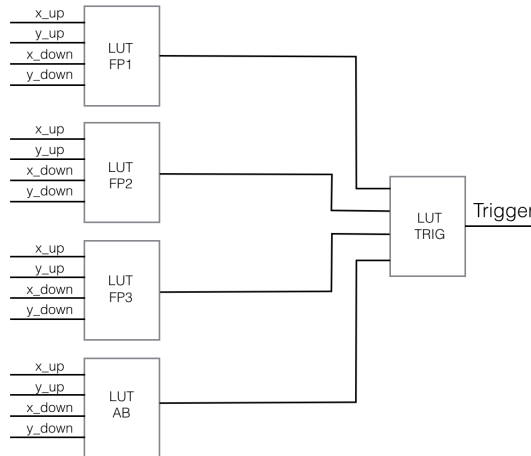 x_up
y_up
x_down
y_down
LUT
FP1
x_up
y_up
x_down
y_down
LUT
FP2
x_up
y_up
x_down
y_down
LUT
FP3
x_up
y_up
x_down
y_down
LUT
AB
LUT
TRIG
Trigger